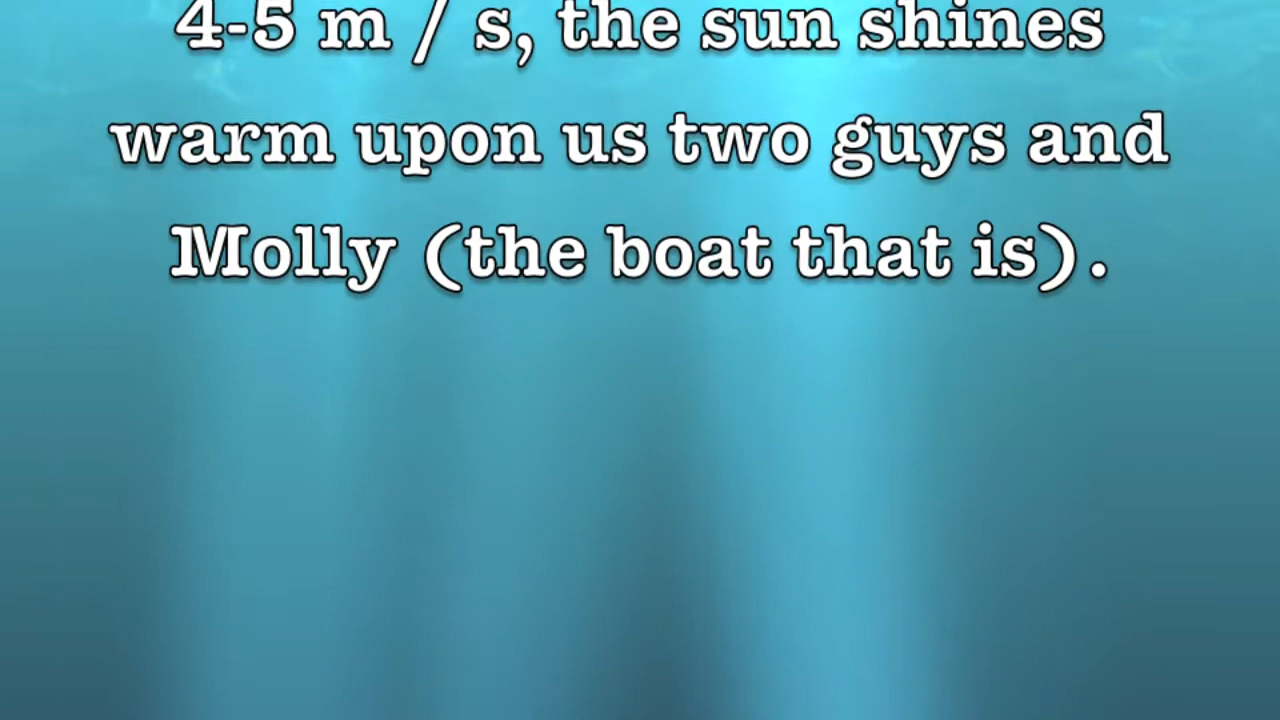 4-5 m / s, the sun shines
warm upon us two guys and
Molly (the boat that is).